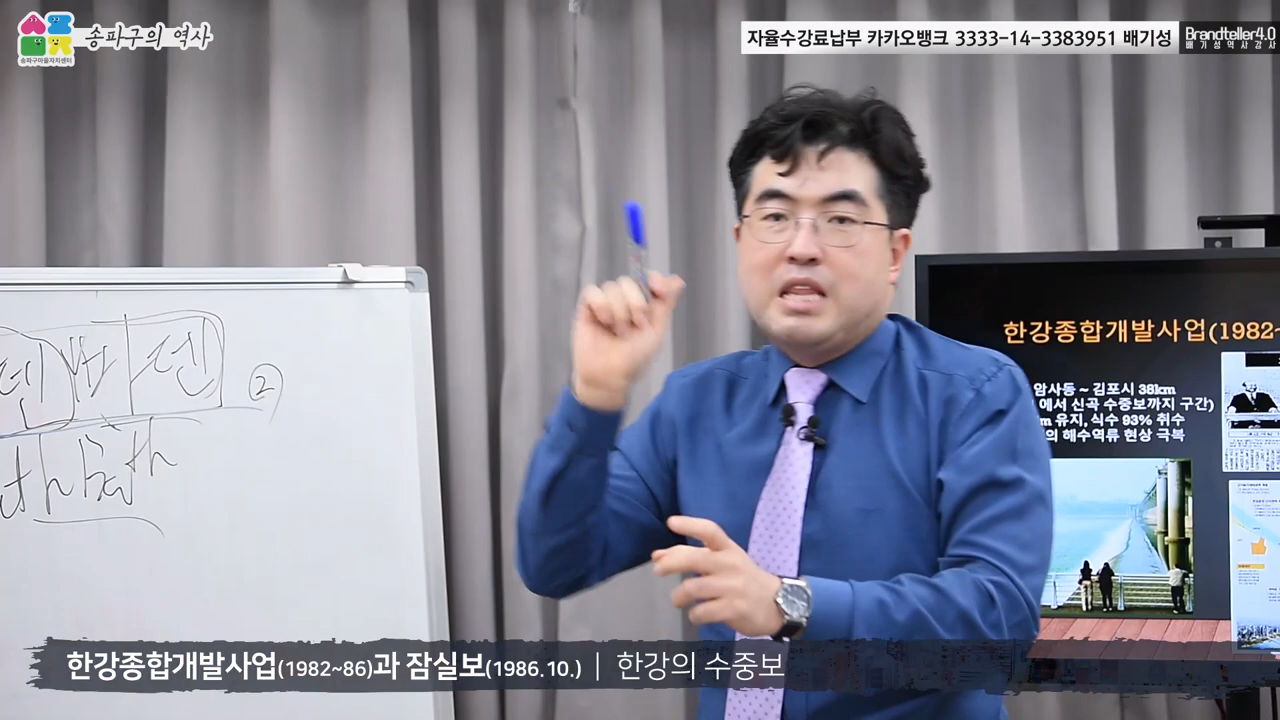 송파구의 역사
송파구마을자치센터
자율수강료납부 카카오뱅크 3333-14-3383951 배기성
Brandteller4.0
배기성역사강사
덴 바덴 ②
한강종합개발사업(1982-
암사동 ~ 김포시 38km
에서 신곡 수중보까지 구간)
m 유지, 식수 93% 취수
의 해수역류 현상 극복
한강종합개발사업(1982~86)과 잠실보(1986.10.) | 한강의 수중보